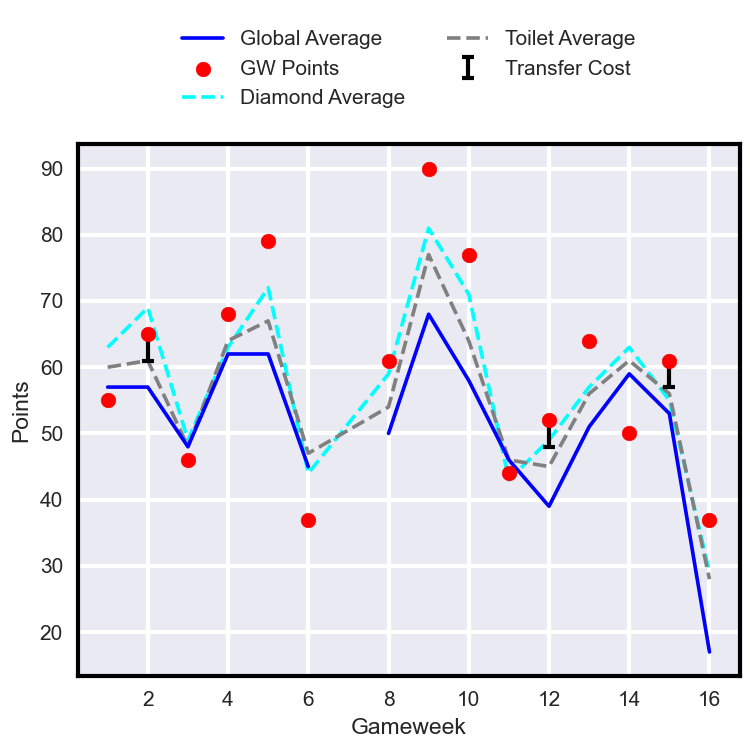 Global Average
GW Points
Diamond Average
Toilet Average
Transfer Cost
90
80
70
60
50
40
30
20
Points
2 4 6 8 10 12 14 16
Gameweek